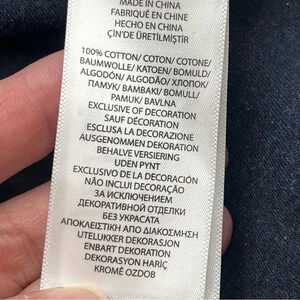 MADE IN CHINA
FABRIQUÉ EN CHINE
HECHO EN CHINA
ÇİN'DE ÜRETİLMİŞTİR
100% COTTON/ COTON/ COTONE/
BAUMWOLLE/ KATOEN/ BOMULD/
ALGODÓN/ ALGODÃO/ ХЛОПОК/
ПАМУК/ BAMBAKI/ BOMULL/
PAMUK/ BAVLNA
EXCLUSIVE OF DECORATION
SAUF DÉCORATION
ESCLUSA LA DECORAZIONE
AUSGENOMMEN DEKORATION
BEHALVE VERSIERING
UDEN PYNT
EXCLUSIVO DE LA DECORACIÓN
NÃO INCLUI DECORAÇÃO
ЗА ИСКЛЮЧЕНИЕМ
ДЕКОРАТИВНОЙ ОТДЕЛКИ
БЕЗ УКРАСАТА
ΑΠΟΚΛΕΙΣΤΙΚΗ ΑΠΟ ΔΙΑΚΟΣΜΗΣΗ
UTELUKKER DEKORASJON
ENBART DEKORATION
DEKORASYON HARİÇ
KROMĚ OZDOB